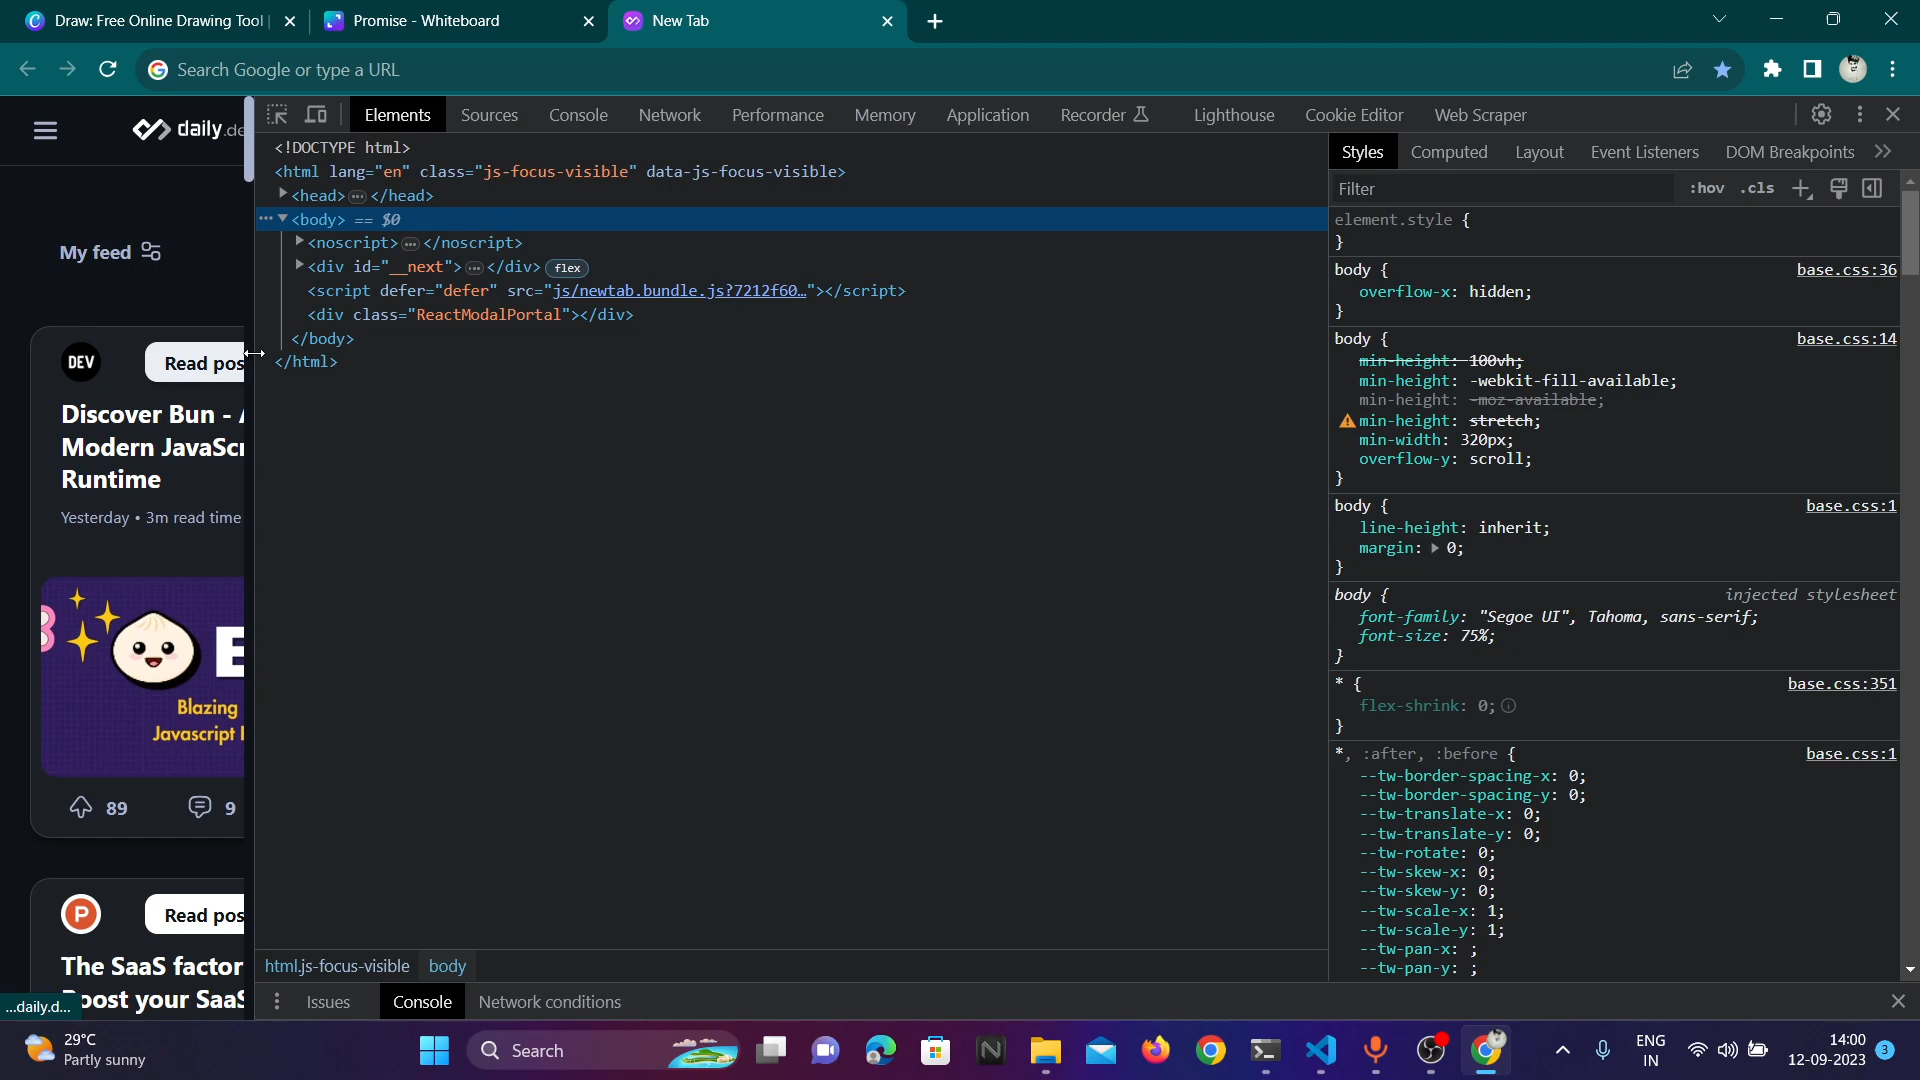 Draw: Free Online Drawing Tool
Promise - Whiteboard
New Tab
Search Google or type a URL
daily.de
My feed
DEV
Read pos
Discover Bun - A
Modern JavaScr
Runtime
Yesterday • 3m read time
Blazing
Javascript
89
9
Read pos
The SaaS factor
Boost your SaaS
...daily.d...
Elements
Sources
Console
Network
Performance
Memory
Application
Recorder
Lighthouse
Cookie Editor
Web Scraper
<!DOCTYPE html>
<html lang="en" class="js-focus-visible" data-js-focus-visible>
<head> … </head>
… <body> == $0
<noscript> … </noscript>
<div id="__next"> … </div> flex
<script defer="defer" src="js/newtab.bundle.js?7212f60…"></script>
<div class="ReactModalPortal"></div>
</body>
</html>
html.js-focus-visible
body
Issues
Console
Network conditions
Styles
Computed
Layout
Event Listeners
DOM Breakpoints
Filter
:hov
.cls
element.style {
}
body {
base.css:36
overflow-x: hidden;
}
body {
base.css:14
min-height: 100vh;
min-height: -webkit-fill-available;
min-height: -moz-available;
min-height: stretch;
min-width: 320px;
overflow-y: scroll;
}
body {
base.css:1
line-height: inherit;
margin: 0;
}
body {
injected stylesheet
font-family: "Segoe UI", Tahoma, sans-serif;
font-size: 75%;
}
* {
base.css:351
flex-shrink: 0;
}
*, :after, :before {
base.css:1
--tw-border-spacing-x: 0;
--tw-border-spacing-y: 0;
--tw-translate-x: 0;
--tw-translate-y: 0;
--tw-rotate: 0;
--tw-skew-x: 0;
--tw-skew-y: 0;
--tw-scale-x: 1;
--tw-scale-y: 1;
--tw-pan-x: ;
--tw-pan-y: ;
29°C
Partly sunny
Search
ENG
IN
14:00
12-09-2023
3